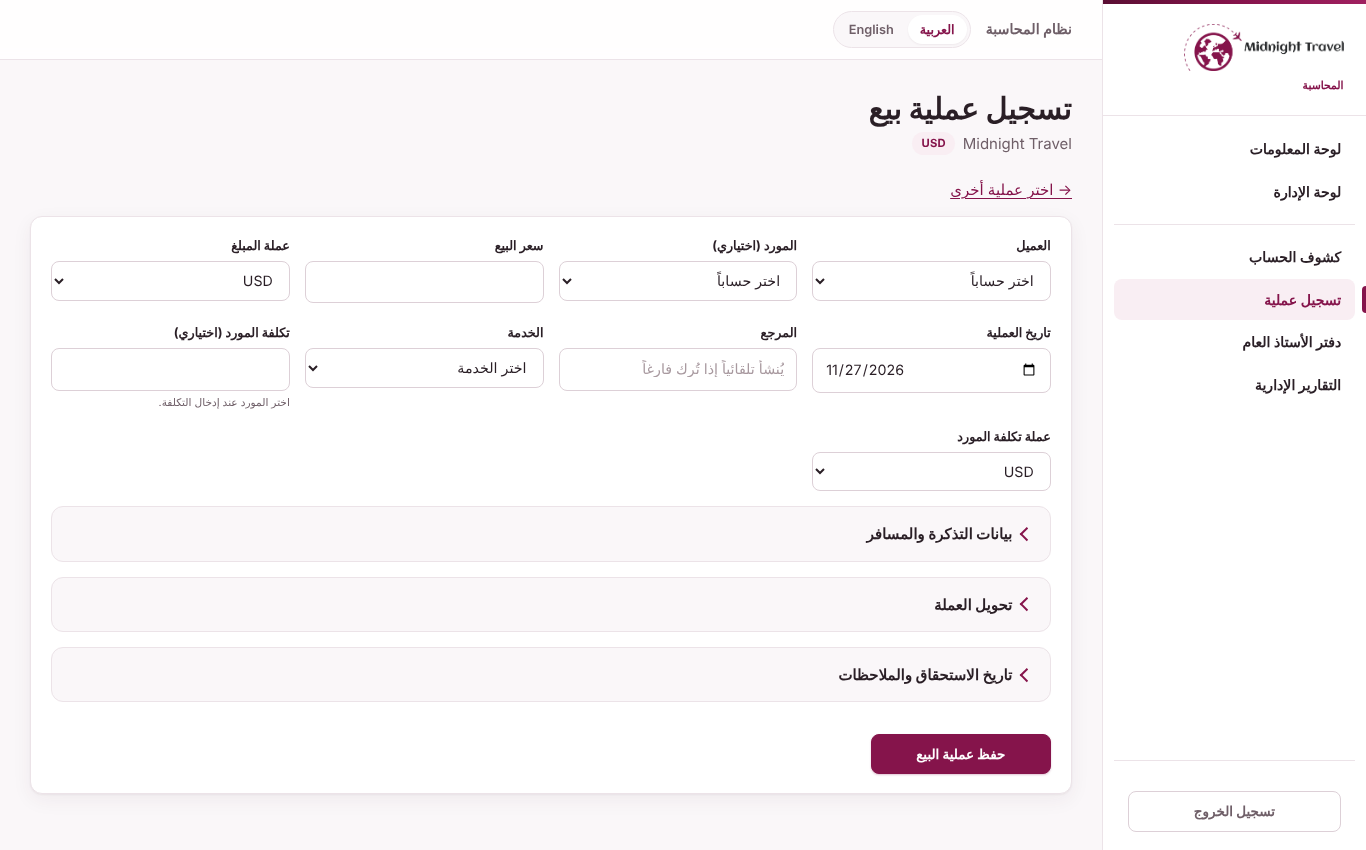 Midnight Travel
المحاسبة
لوحة المعلومات
لوحة الإدارة
كشوف الحساب
تسجيل عملية
دفتر الأستاذ العام
التقارير الإدارية
تسجيل الخروج
نظام المحاسبة
العربية
English
تسجيل عملية بيع
Midnight Travel USD
→ اختر عملية أخرى
العميل
اختر حساباً
المورد (اختياري)
اختر حساباً
سعر البيع
عملة المبلغ
USD
تاريخ العملية
11/27/2026
المرجع
يُنشأ تلقائياً إذا تُرك فارغاً
الخدمة
اختر الخدمة
تكلفة المورد (اختياري)
اختر المورد عند إدخال التكلفة.
عملة تكلفة المورد
USD
بيانات التذكرة والمسافر
تحويل العملة
تاريخ الاستحقاق والملاحظات
حفظ عملية البيع